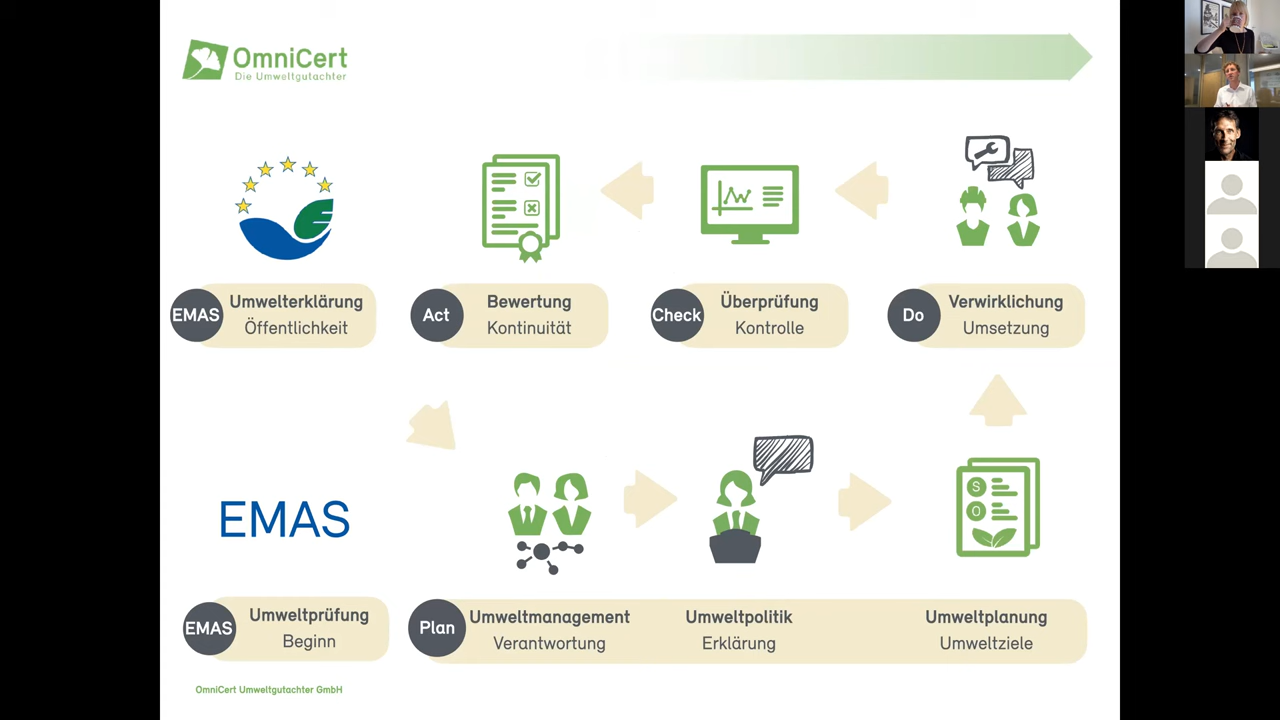 OmniCert
Die Umweltgutachter
EMAS
Umwelterklärung
Öffentlichkeit
Act
Bewertung
Kontinuität
Check
Überprüfung
Kontrolle
Do
Verwirklichung
Umsetzung
EMAS
S
O
EMAS
Umweltprüfung
Beginn
Plan
Umweltmanagement
Verantwortung
Umweltpolitik
Erklärung
Umweltplanung
Umweltziele
OmniCert Umweltgutachter GmbH